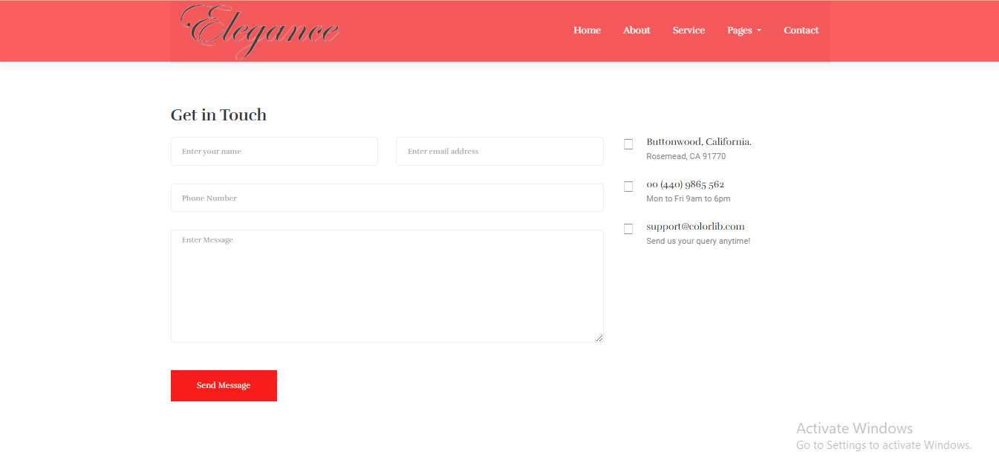 Elegance
Home About Service Pages Contact
Get in Touch
Enter your name
Enter email address
Phone Number
Enter Message
Send Message
Buttonwood, California.
Rosemead, CA 91770
00 (440) 9865 562
Mon to Fri 9am to 6pm
support@colorlib.com
Send us your query anytime!
Activate Windows
Go to Settings to activate Windows.